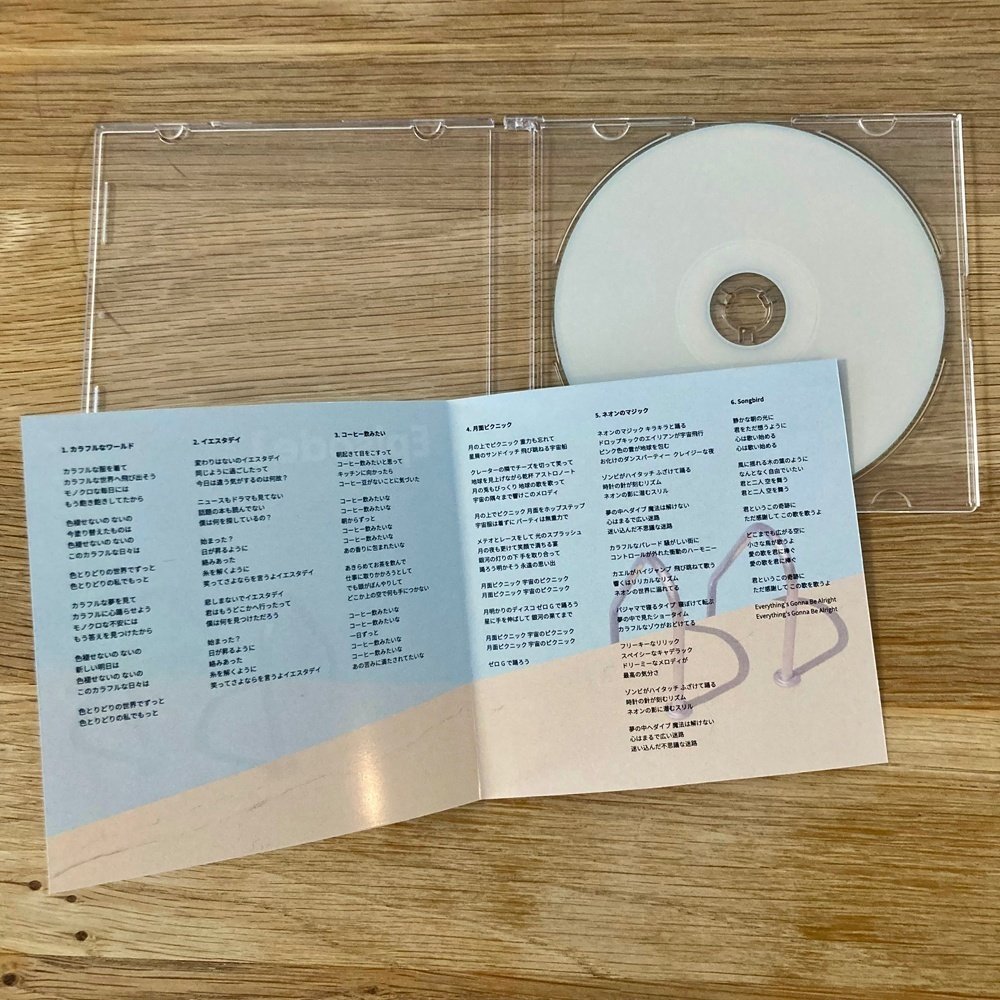 1. カラフルなワールド
カラフルな服を着て
カラフルな世界へ飛び出そう
モノクロな毎日には
もう飽き飽きしてたから
色褪せないの ないの
今塗り替えたものは
色褪せないの ないの
このカラフルな日々は
色とりどりの世界でずっと
色とりどりの私でもっと
カラフルな夢を見て
カラフルに心躍らせよう
モノクロな不安には
もう答えを見つけたから
色褪せないの ないの
新しい明日は
色褪せないの ないの
このカラフルな日々は
色とりどりの世界でずっと
色とりどりの私でもっと
2. イエスタデイ
変わりはないのイエスタデイ
同じように過ごしたって
今日は違う気がするのは何故?
ニュースもドラマも見てない
話題の本も読んでない
僕は何を探しているの?
始まった?
日が昇るように
絡みあった
糸を解くように
笑ってさよならを言うよイエスタデイ
悲しまないでイエスタデイ
君はもうどこかへ行ったって
僕は何を見つけただろう
始まった?
日が昇るように
絡みあった
糸を解くように
笑ってさよならを言うよイエスタデイ
3. コーヒー飲みたい
朝起きて目をこすって
コーヒー飲みたいと思って
キッチンに向かったら
コーヒー豆がないことに気づいた
コーヒー飲みたいな
コーヒー飲みたいな
朝からずっと
コーヒー飲みたいな
コーヒー飲みたいな
あの香りに包まれたいな
あきらめてお茶を飲んで
仕事に取りかかろうとして
でも頭がぼんやりして
どこか上の空で何も手につかない
コーヒー飲みたいな
コーヒー飲みたいな
一日ずっと
コーヒー飲みたいな
コーヒー飲みたいな
あの苦みに満たされてたいな
4. 月面ピクニック
月の上でピクニック 重力も忘れて
星屑のサンドイッチ 飛び跳ねる宇宙船
クレーターの隣でチーズを切って笑って
地球を見上げながら乾杯 アストロノート
月の兎もびっくり 地球の歌を歌って
宇宙の隅々まで響けこのメロディ
月の上でピクニック 月面をホップステップ
宇宙服は着ずに パーティは無重力で
メテオとレースをして 光のスプラッシュ
月の夜も更けて笑顔で満ちる宴
銀河の灯りの下 手を取り合って
踊ろう明かそう 永遠の思い出
月面ピクニック 宇宙のピクニック
月面ピクニック 宇宙のピクニック
月明かりのディスコ ゼロGで踊ろう
星に手を伸ばして 銀河の果てまで
月面ピクニック 宇宙のピクニック
月面ピクニック 宇宙のピクニック
ゼロGで踊ろう
5. ネオンのマジック
ネオンのマジック キラキラと踊る
ドロップキックのエイリアンが宇宙飛行
ピンク色の雲が地球を包む
お化けのダンスパーティー クレイジーな夜
ゾンビがハイタッチ ふざけて踊る
時計の針が刻むリズム
ネオンの影に潜むスリル
夢の中へダイブ 魔法は解けない
心はまるで広い迷路
迷い込んだ不思議な迷路
カラフルなパレード 騒がしい街に
コントロールが外れた衝動のハーモニー
カエルがハイジャンプ 飛び跳ねて歌う
響くはリリカルなリズム
ネオンの世界に溢れてる
パジャマで寝るタイプ 寝ぼけて転ぶ
夢の中で見たショータイム
カラフルなゾウがおどけてる
フリーキーなリリック
スペイシーなキャデラック
ドリーミーなメロディが
最高の気分さ
ゾンビがハイタッチ ふざけて踊る
時計の針が刻むリズム
ネオンの影に潜むスリル
夢の中へダイブ 魔法は解けない
心はまるで広い迷路
迷い込んだ不思議な迷路
6. Songbird
静かな朝の光に
君をただ想うように
心は歌い始める
心は歌い始める
風に揺れる木の葉のように
なんとなく自由でいたい
君と二人 空を舞う
君と二人 空を舞う
君というこの奇跡に
ただ感謝して この歌を歌うよ
どこまでも広がる空に
小さな鳥が歌うよ
愛の歌を君に捧ぐ
愛の歌を君に捧ぐ
君というこの奇跡に
ただ感謝して この歌を歌うよ
Everything's Gonna Be Alright
Everything's Gonna Be Alright